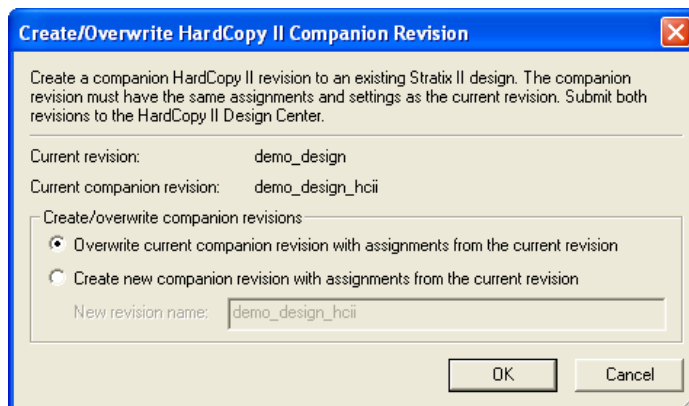 Create/Overwrite HardCopy II Companion Revision
Create a companion HardCopy II revision to an existing Stratix II design. The companion
revision must have the same assignments and settings as the current revision. Submit both
revisions to the HardCopy II Design Center.
Current revision: demo_design
Current companion revision: demo_design_hcii
Create/overwrite companion revisions
Overwrite current companion revision with assignments from the current revision
Create new companion revision with assignments from the current revision
New revision name: demo_design_hcii
OK Cancel